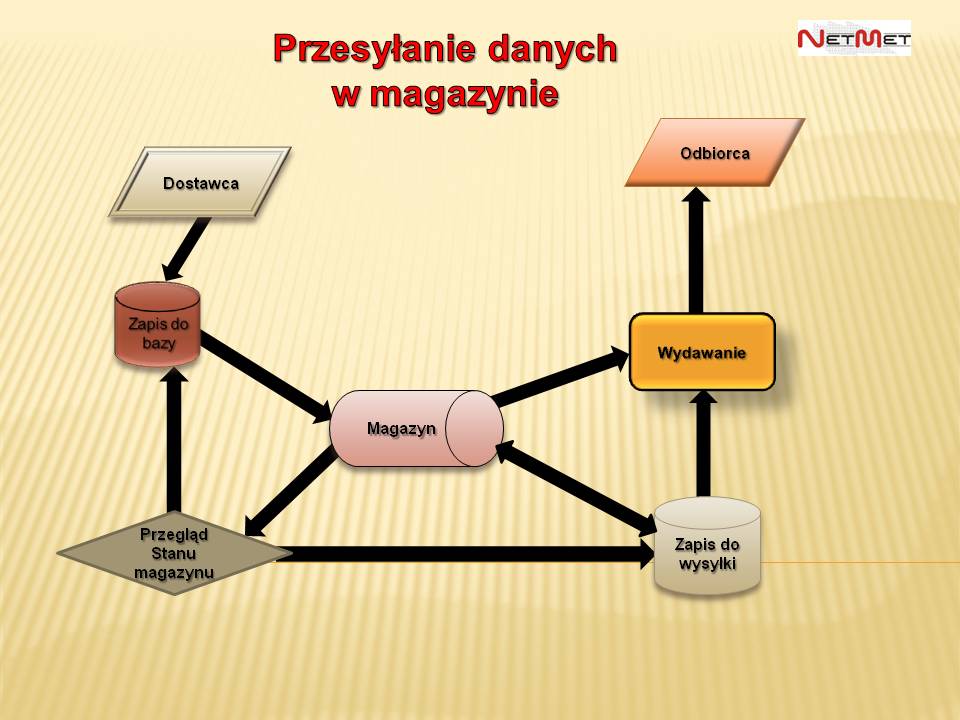 Przesyłanie danych
w magazynie
NETMET
Dostawca
Odbiorca
Zapis do
bazy
Wydawanie
Magazyn
Przegląd
Stanu
magazynu
Zapis do
wysylki